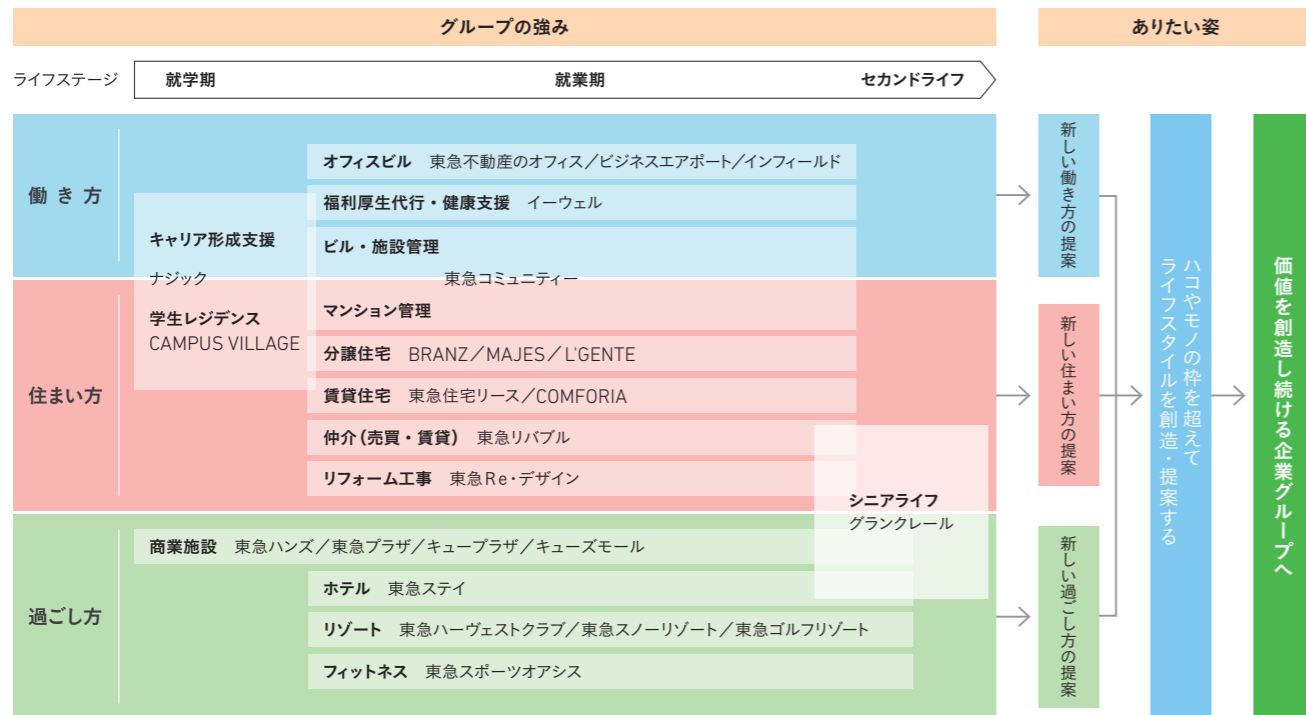 グループの強み
ありたい姿
ライフステージ
就学期
就業期
セカンドライフ
働き方
オフィスビル 東急不動産のオフィス／ビジネスエアポート／インフィールド
福利厚生代行・健康支援 イーウェル
キャリア形成支援
ビル・施設管理
ナジック
東急コミュニティー
住まい方
学生レジデンス
CAMPUS VILLAGE
マンション管理
分譲住宅 BRANZ／MAJES／L'GENTE
賃貸住宅 東急住宅リース／COMFORIA
仲介（売買・賃貸） 東急リバブル
リフォーム工事 東急Re・デザイン
シニアライフ
グランクレール
過ごし方
商業施設 東急ハンズ／東急プラザ／キュープラザ／キューズモール
ホテル 東急ステイ
リゾート 東急ハーヴェストクラブ／東急スノーリゾート／東急ゴルフリゾート
フィットネス 東急スポーツオアシス
新しい働き方の提案
新しい住まい方の提案
新しい過ごし方の提案
ハコやモノの枠を超えて
ライフスタイルを創造・提案する
価値を創造し続ける企業グループへ